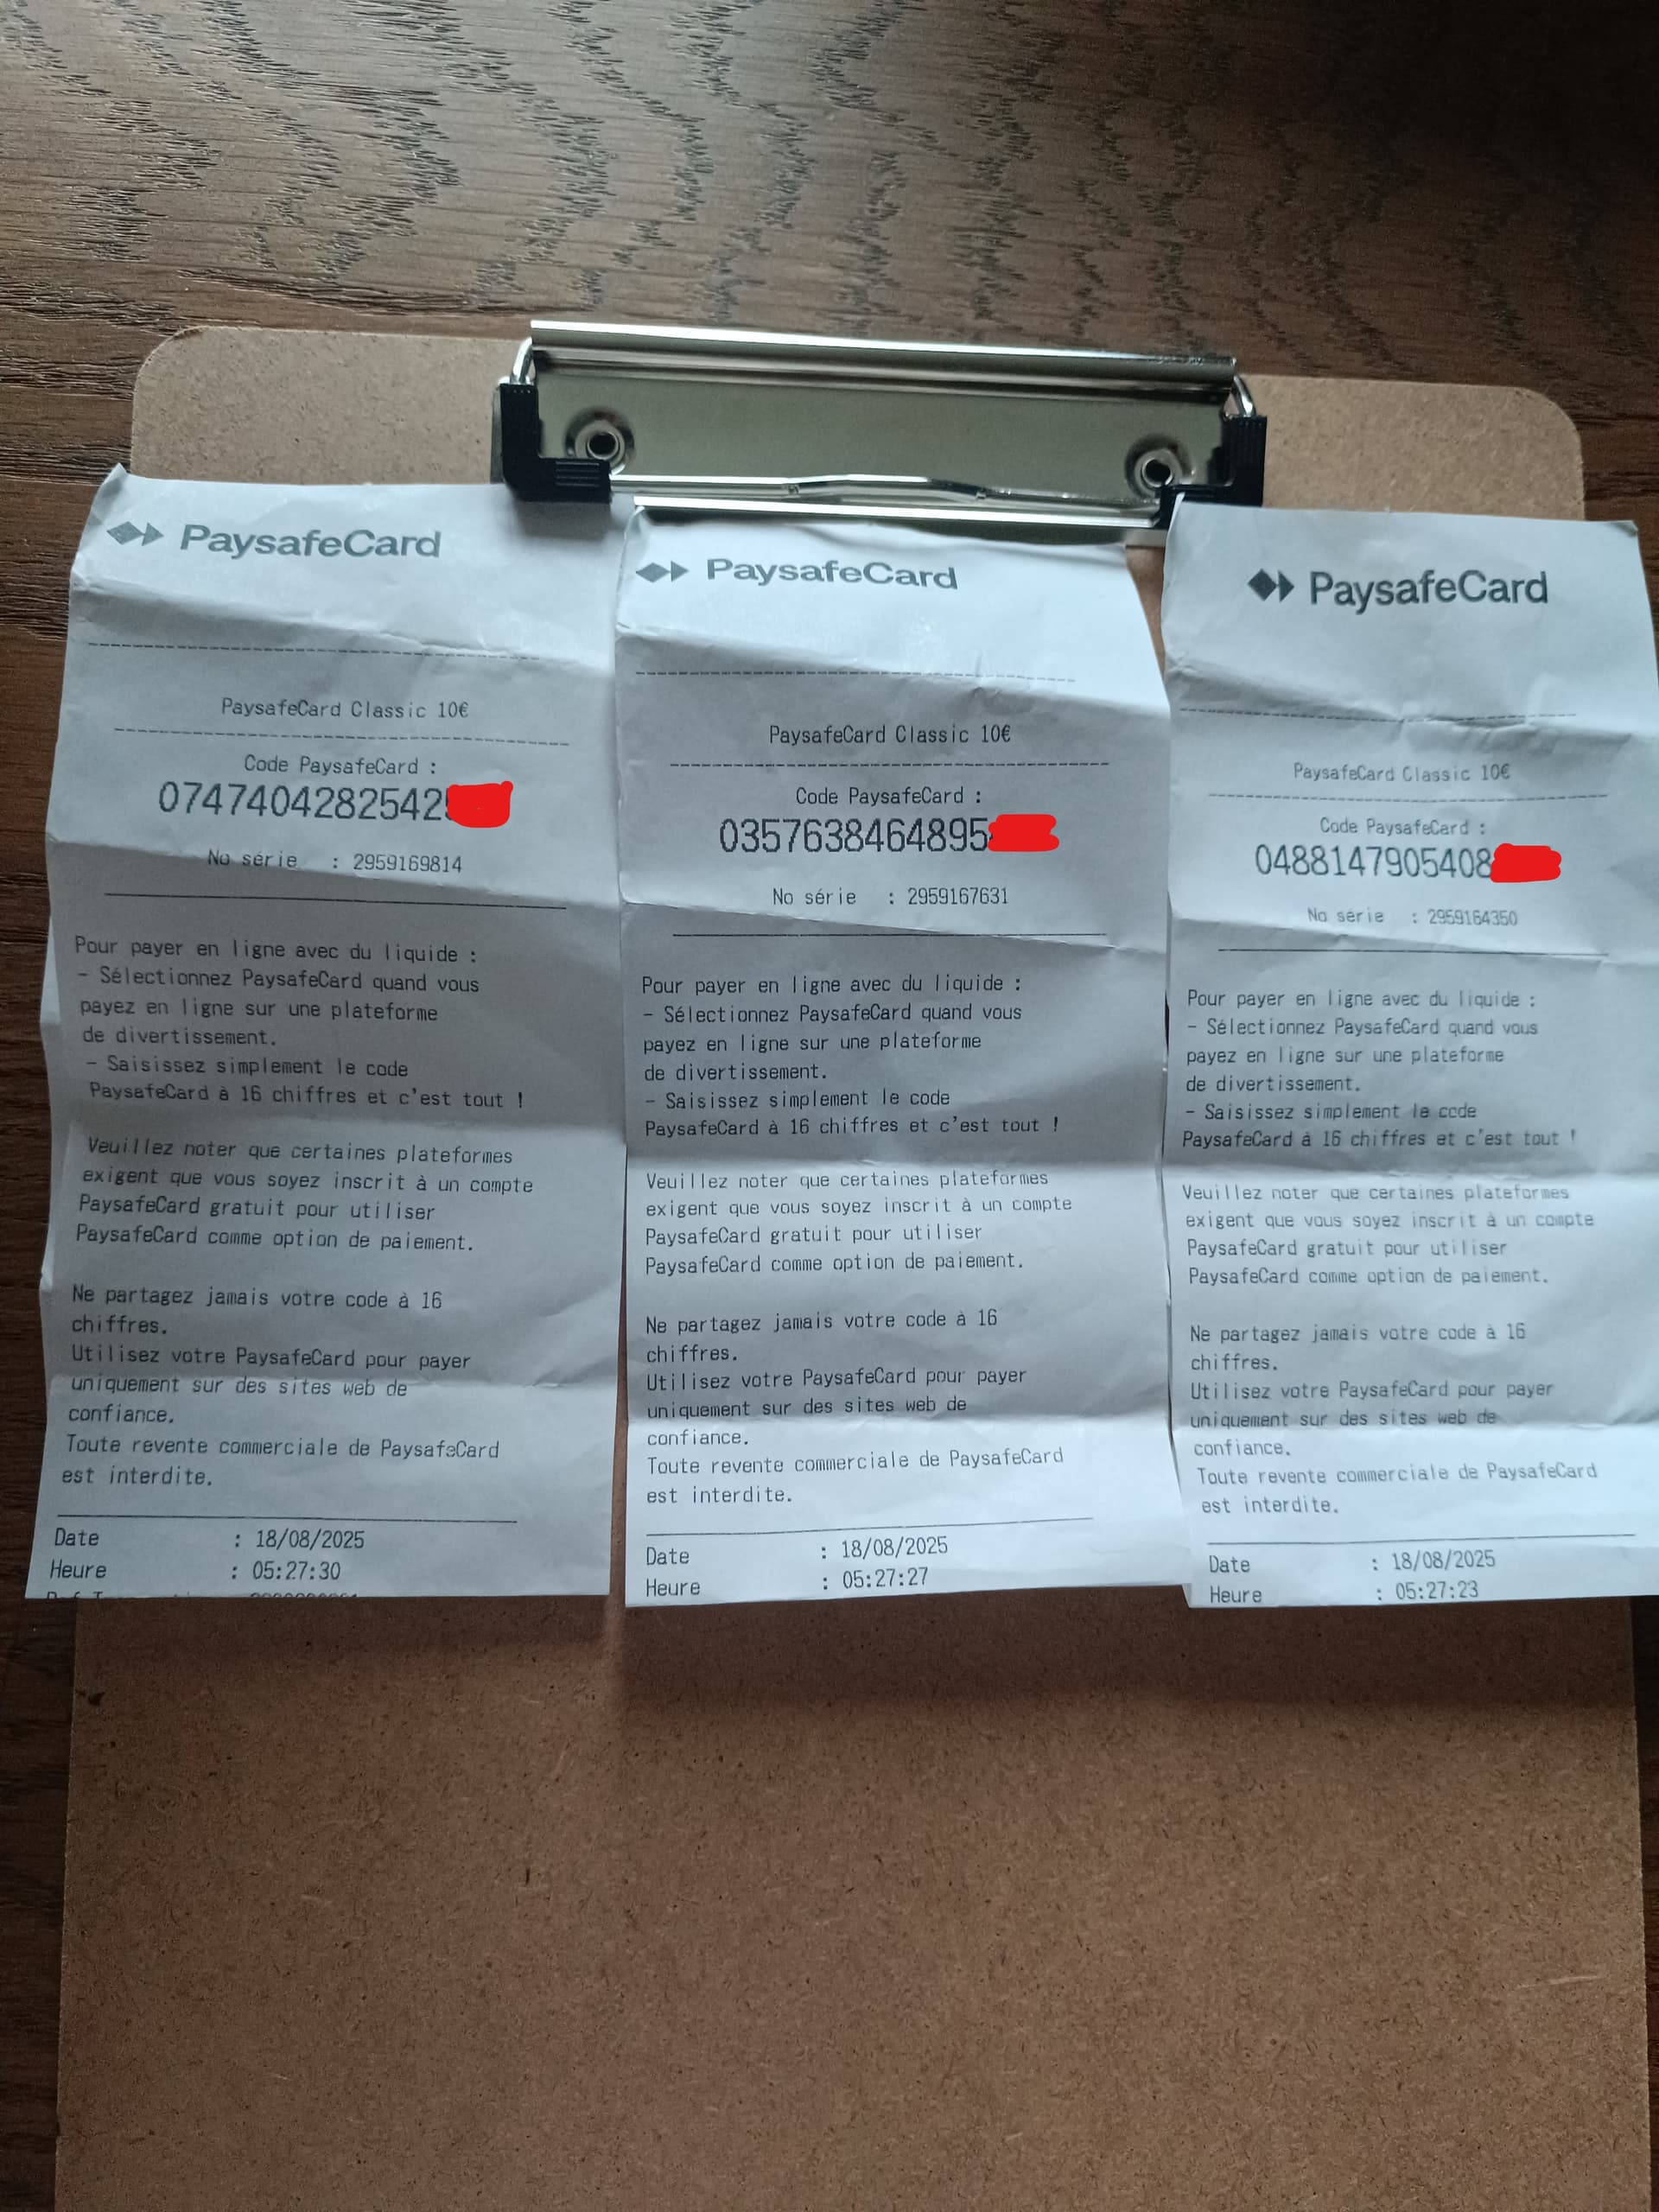 PaysafeCard
PaysafeCard Classic 10€
Code PaysafeCard :
0747404282542
No série : 2959169814
Pour payer en ligne avec du liquide :
- Sélectionnez PaysafeCard quand vous
payez en ligne sur une plateforme
de divertissement.
- Saisissez simplement le code
PaysafeCard à 16 chiffres et c'est tout !
Veuillez noter que certaines plateformes
exigent que vous soyez inscrit à un compte
PaysafeCard gratuit pour utiliser
PaysafeCard comme option de paiement.
Ne partagez jamais votre code à 16
chiffres.
Utilisez votre PaysafeCard pour payer
uniquement sur des sites web de
confiance.
Toute revente commerciale de PaysafeCard
est interdite.
Date : 18/08/2025
Heure : 05:27:30
PaysafeCard
PaysafeCard Classic 10€
Code PaysafeCard :
0357638464895
No série : 2959167631
Pour payer en ligne avec du liquide :
- Sélectionnez PaysafeCard quand vous
payez en ligne sur une plateforme
de divertissement.
- Saisissez simplement le code
PaysafeCard à 16 chiffres et c'est tout !
Veuillez noter que certaines plateformes
exigent que vous soyez inscrit à un compte
PaysafeCard gratuit pour utiliser
PaysafeCard comme option de paiement.
Ne partagez jamais votre code à 16
chiffres.
Utilisez votre PaysafeCard pour payer
uniquement sur des sites web de
confiance.
Toute revente commerciale de PaysafeCard
est interdite.
Date : 18/08/2025
Heure : 05:27:27
PaysafeCard
PaysafeCard Classic 10€
Code PaysafeCard :
0488147905408
No série : 2959164350
Pour payer en ligne avec du liquide :
- Sélectionnez PaysafeCard quand vous
payez en ligne sur une plateforme
de divertissement.
- Saisissez simplement le code
PaysafeCard à 16 chiffres et c'est tout !
Veuillez noter que certaines plateformes
exigent que vous soyez inscrit à un compte
PaysafeCard gratuit pour utiliser
PaysafeCard comme option de paiement.
Ne partagez jamais votre code à 16
chiffres.
Utilisez votre PaysafeCard pour payer
uniquement sur des sites web de
confiance.
Toute revente commerciale de PaysafeCard
est interdite.
Date : 18/08/2025
Heure : 05:27:23